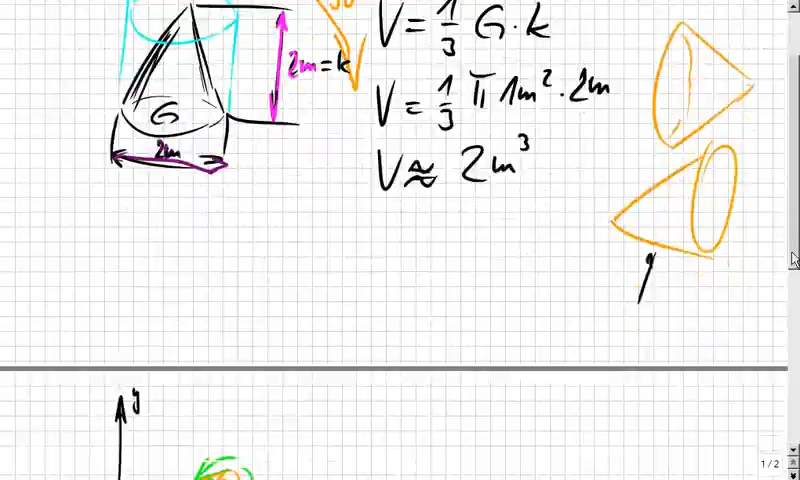 V = 1/3 G · k
2m = k
V = 1/3 π 1m² · 2m
G
2m
V ≈ 2m³
y
1 / 2